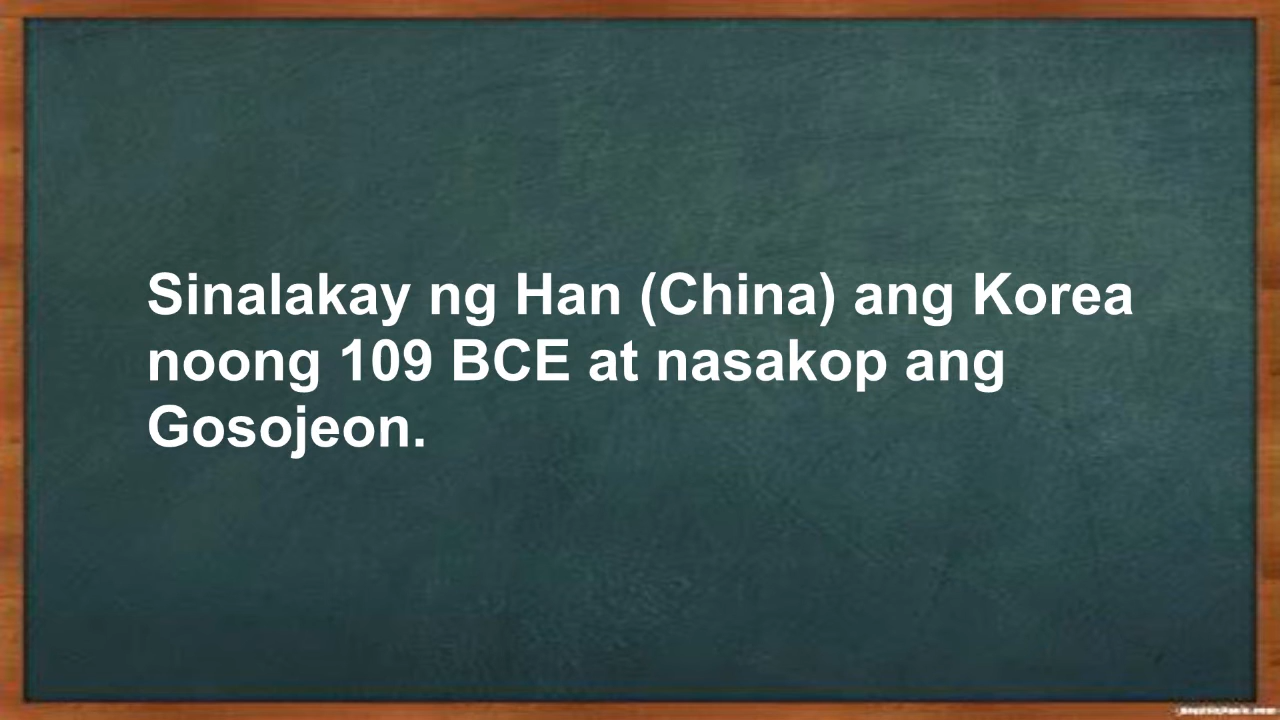 Sinalakay ng Han (China) ang Korea
noong 109 BCE at nasakop ang
Gosojeon.